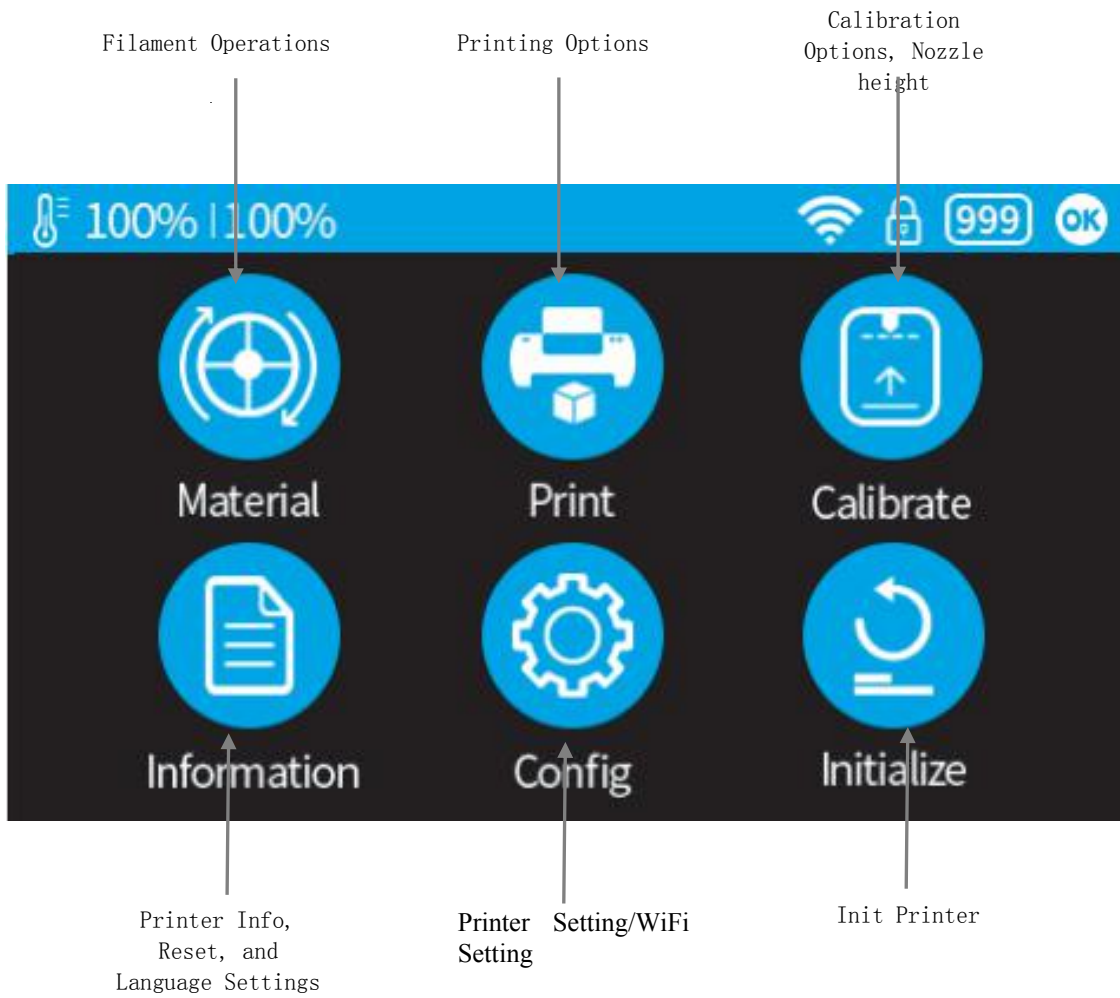 Filament Operations
Printing Options
Calibration
Options, Nozzle
height
100% | 100%
999
OK
Material
Print
Calibrate
Information
Config
Initialize
Printer Info,
Reset, and
Language Settings
Printer Setting/WiFi
Setting
Init Printer